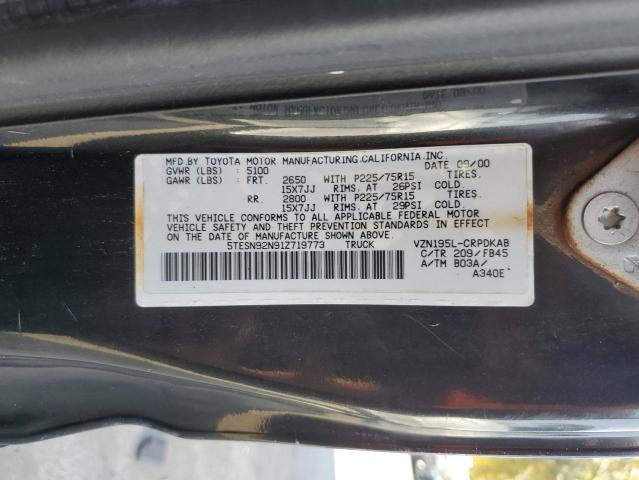 MFD.BY TOYOTA MOTOR MANUFACTURING,CALIFORNIA,INC.
GVWR (LBS) : 5100 DATE 09/00
GAWR (LBS) : FRT. 2650 WITH P225/75R15 TIRES.
15X7JJ RIMS. AT 26PSI COLD.
RR. 2800 WITH P225/75R15 TIRES.
15X7JJ RIMS. AT 29PSI COLD.
THIS VEHICLE CONFORMS TO ALL APPLICABLE FEDERAL MOTOR
VEHICLE SAFETY AND THEFT PREVENTION STANDARDS
IN EFFECT ON THE DATE OF MANUFACTURE SHOWN ABOVE.
5TESN92N91Z719773 TRUCK VZN195L-CRPDKAB
C/TR 209/FB45
A/TM B03A/
A340E